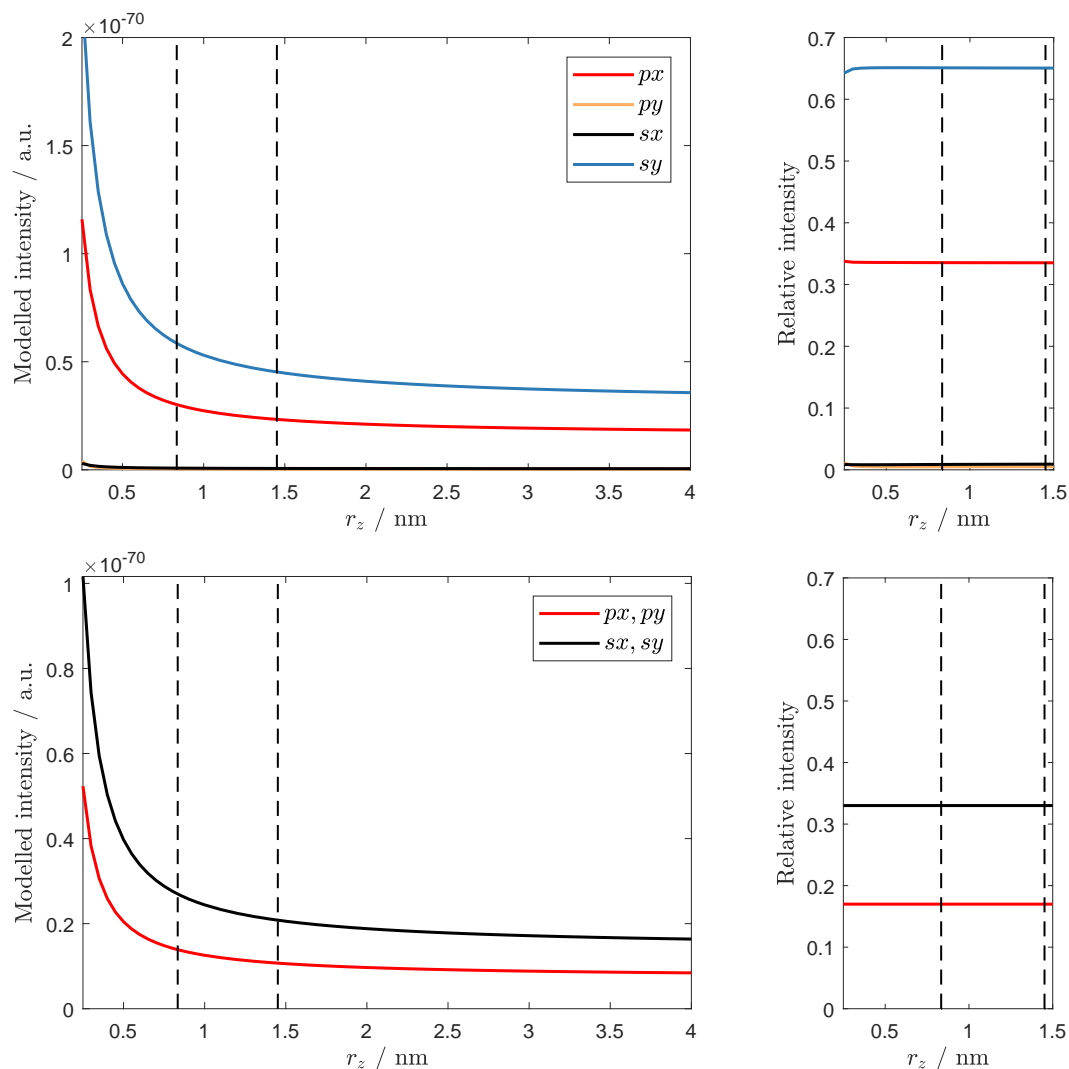 ×10-70
Modelled intensity / a.u.
2
1.5
1
0.5
0
0.5 1 1.5 2 2.5 3 3.5 4
r_z / nm
px
py
sx
sy
Relative intensity
0.7
0.6
0.5
0.4
0.3
0.2
0.1
0
0.5 1 1.5
r_z / nm
×10-70
Modelled intensity / a.u.
1
0.8
0.6
0.4
0.2
0
0.5 1 1.5 2 2.5 3 3.5 4
r_z / nm
px, py
sx, sy
Relative intensity
0.7
0.6
0.5
0.4
0.3
0.2
0.1
0
0.5 1 1.5
r_z / nm